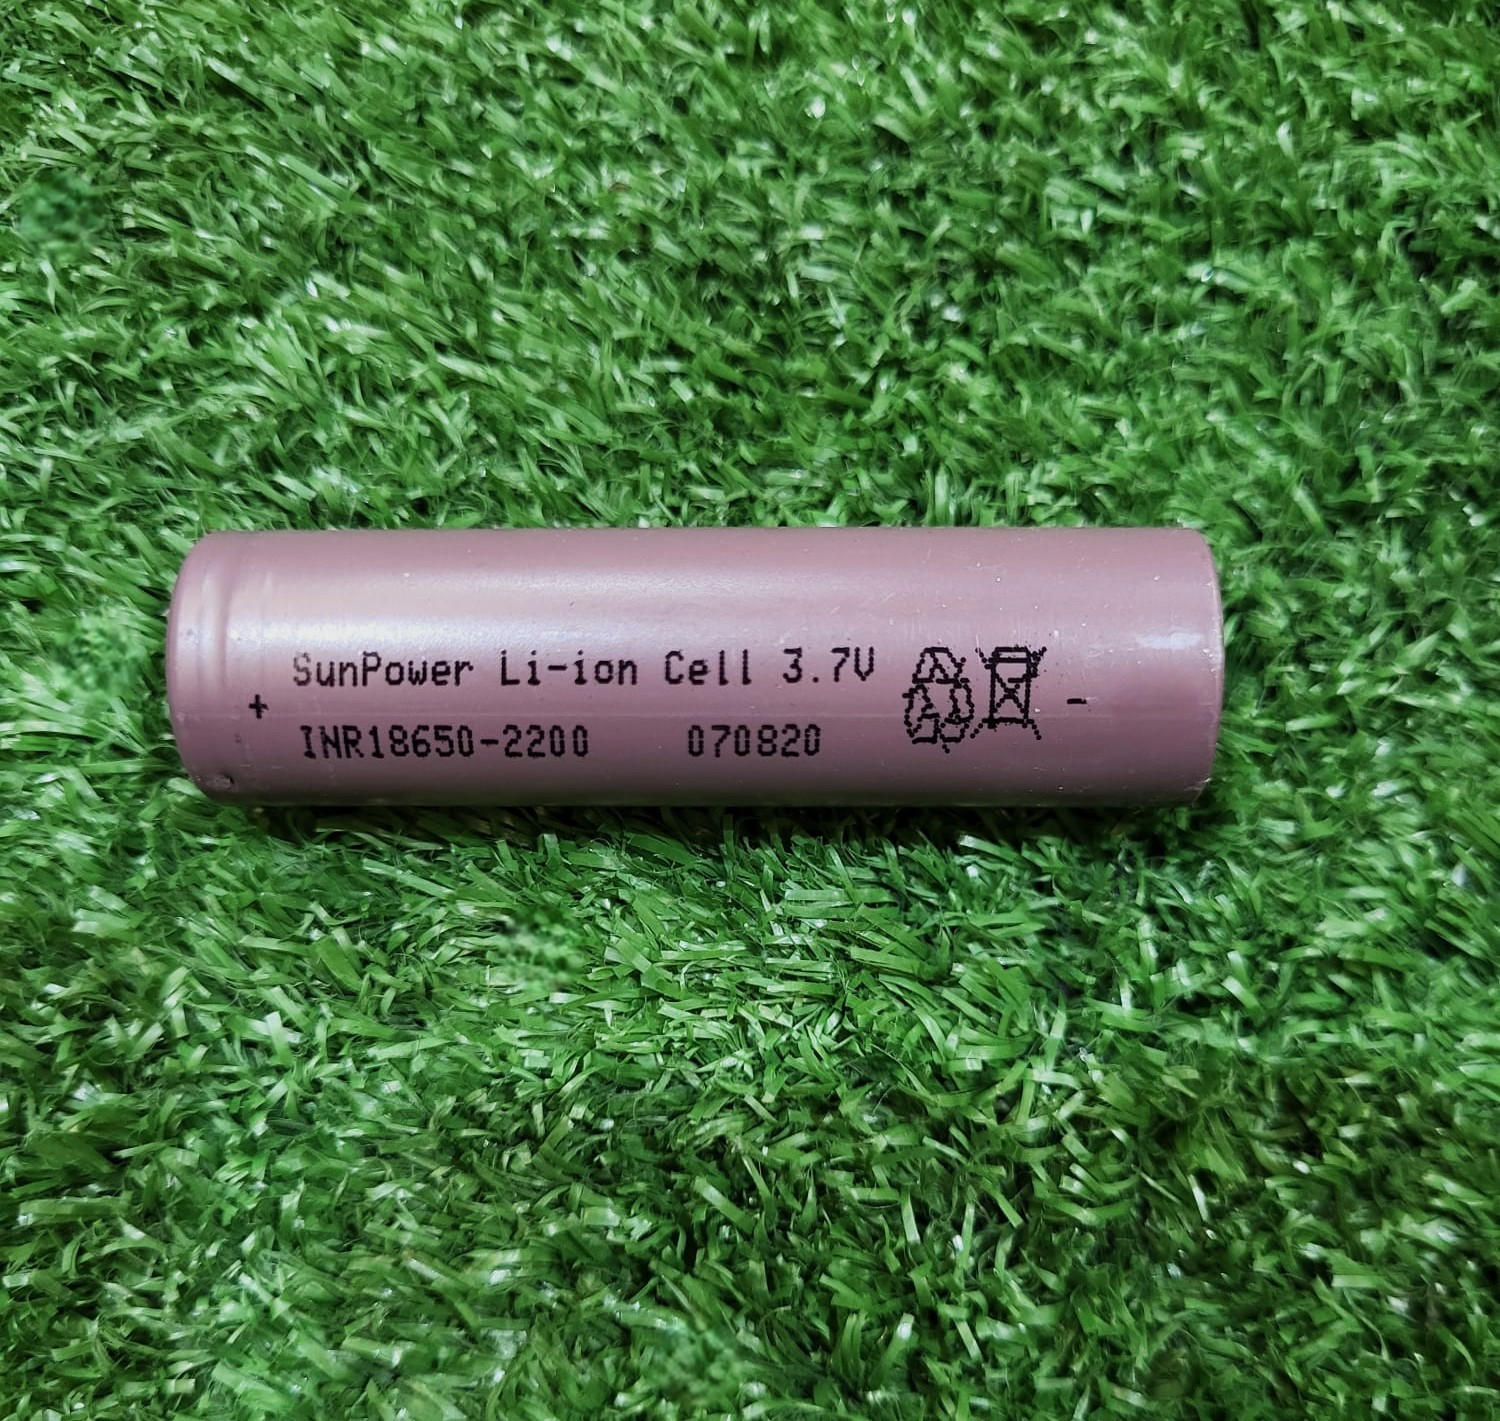 SunPower Li-ion Cell 3.7V
+ -
INR18650-2200 070820